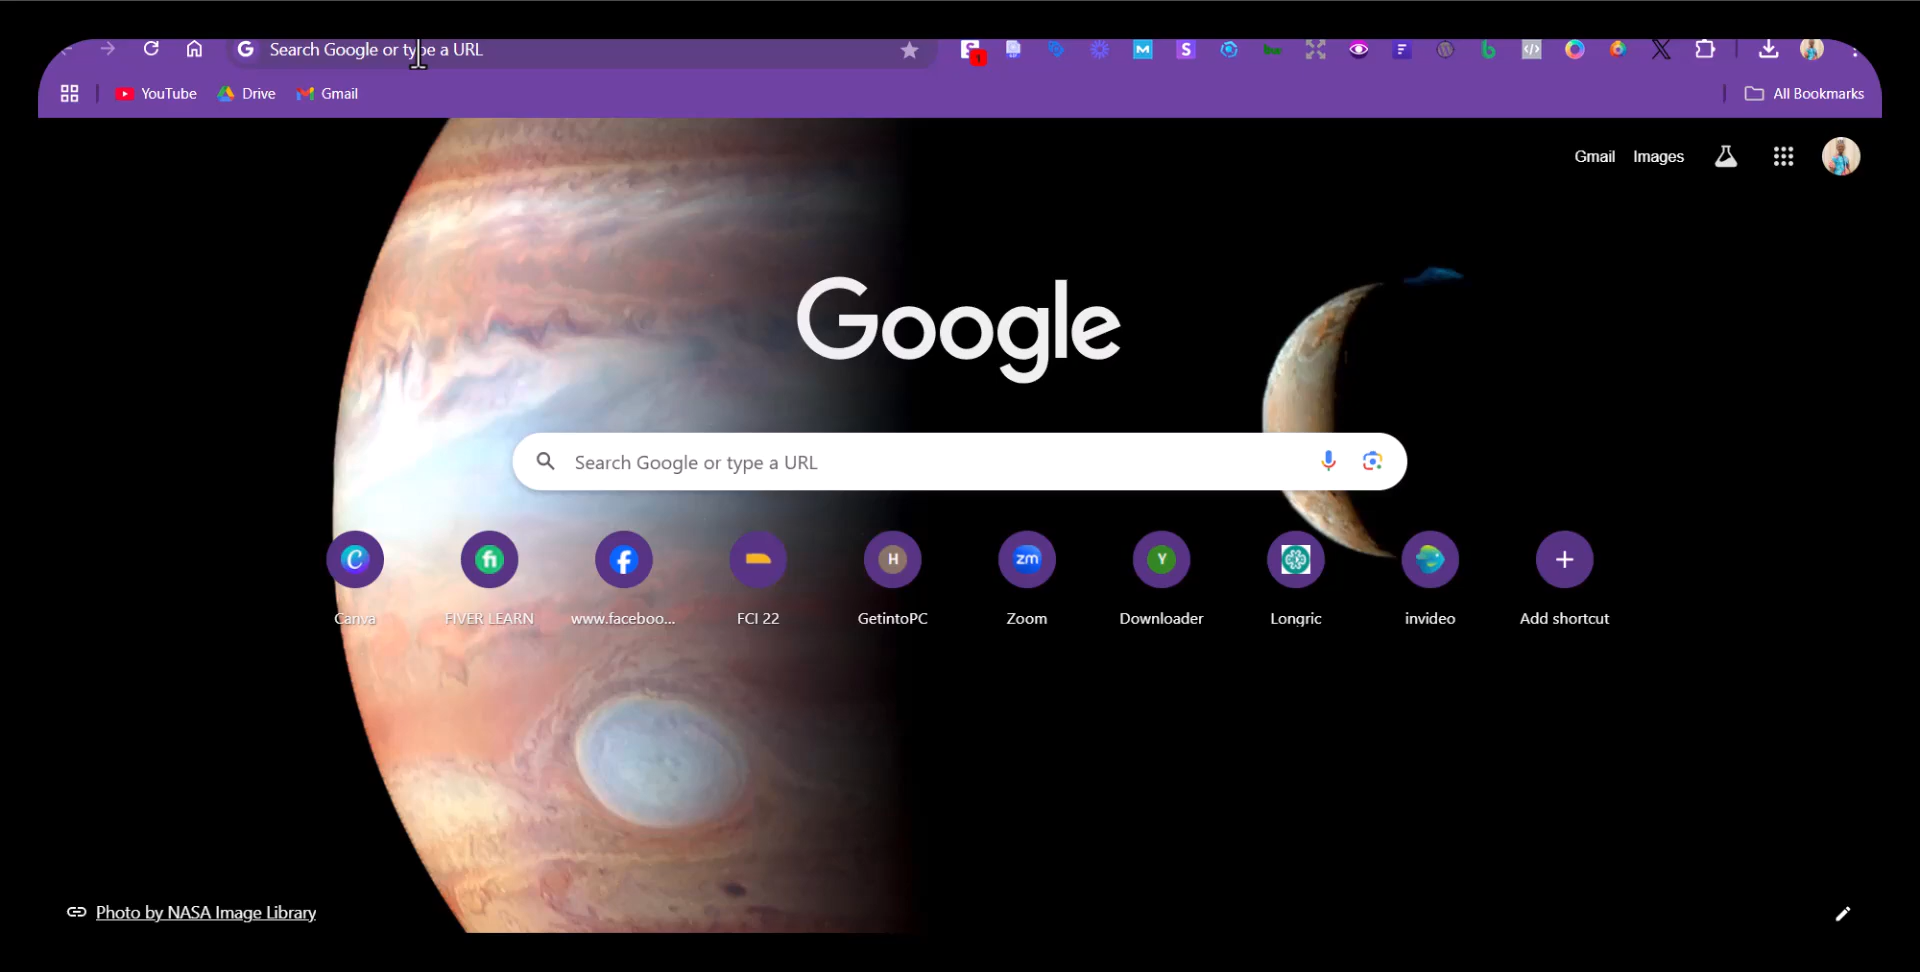 Search Google or type a URL
YouTube
Drive
Gmail
All Bookmarks
Gmail
Images
Google
Search Google or type a URL
Canva
FIVER LEARN
www.faceboo...
FCI 22
GetintoPC
Zoom
Downloader
Longric
invideo
Add shortcut
Photo by NASA Image Library